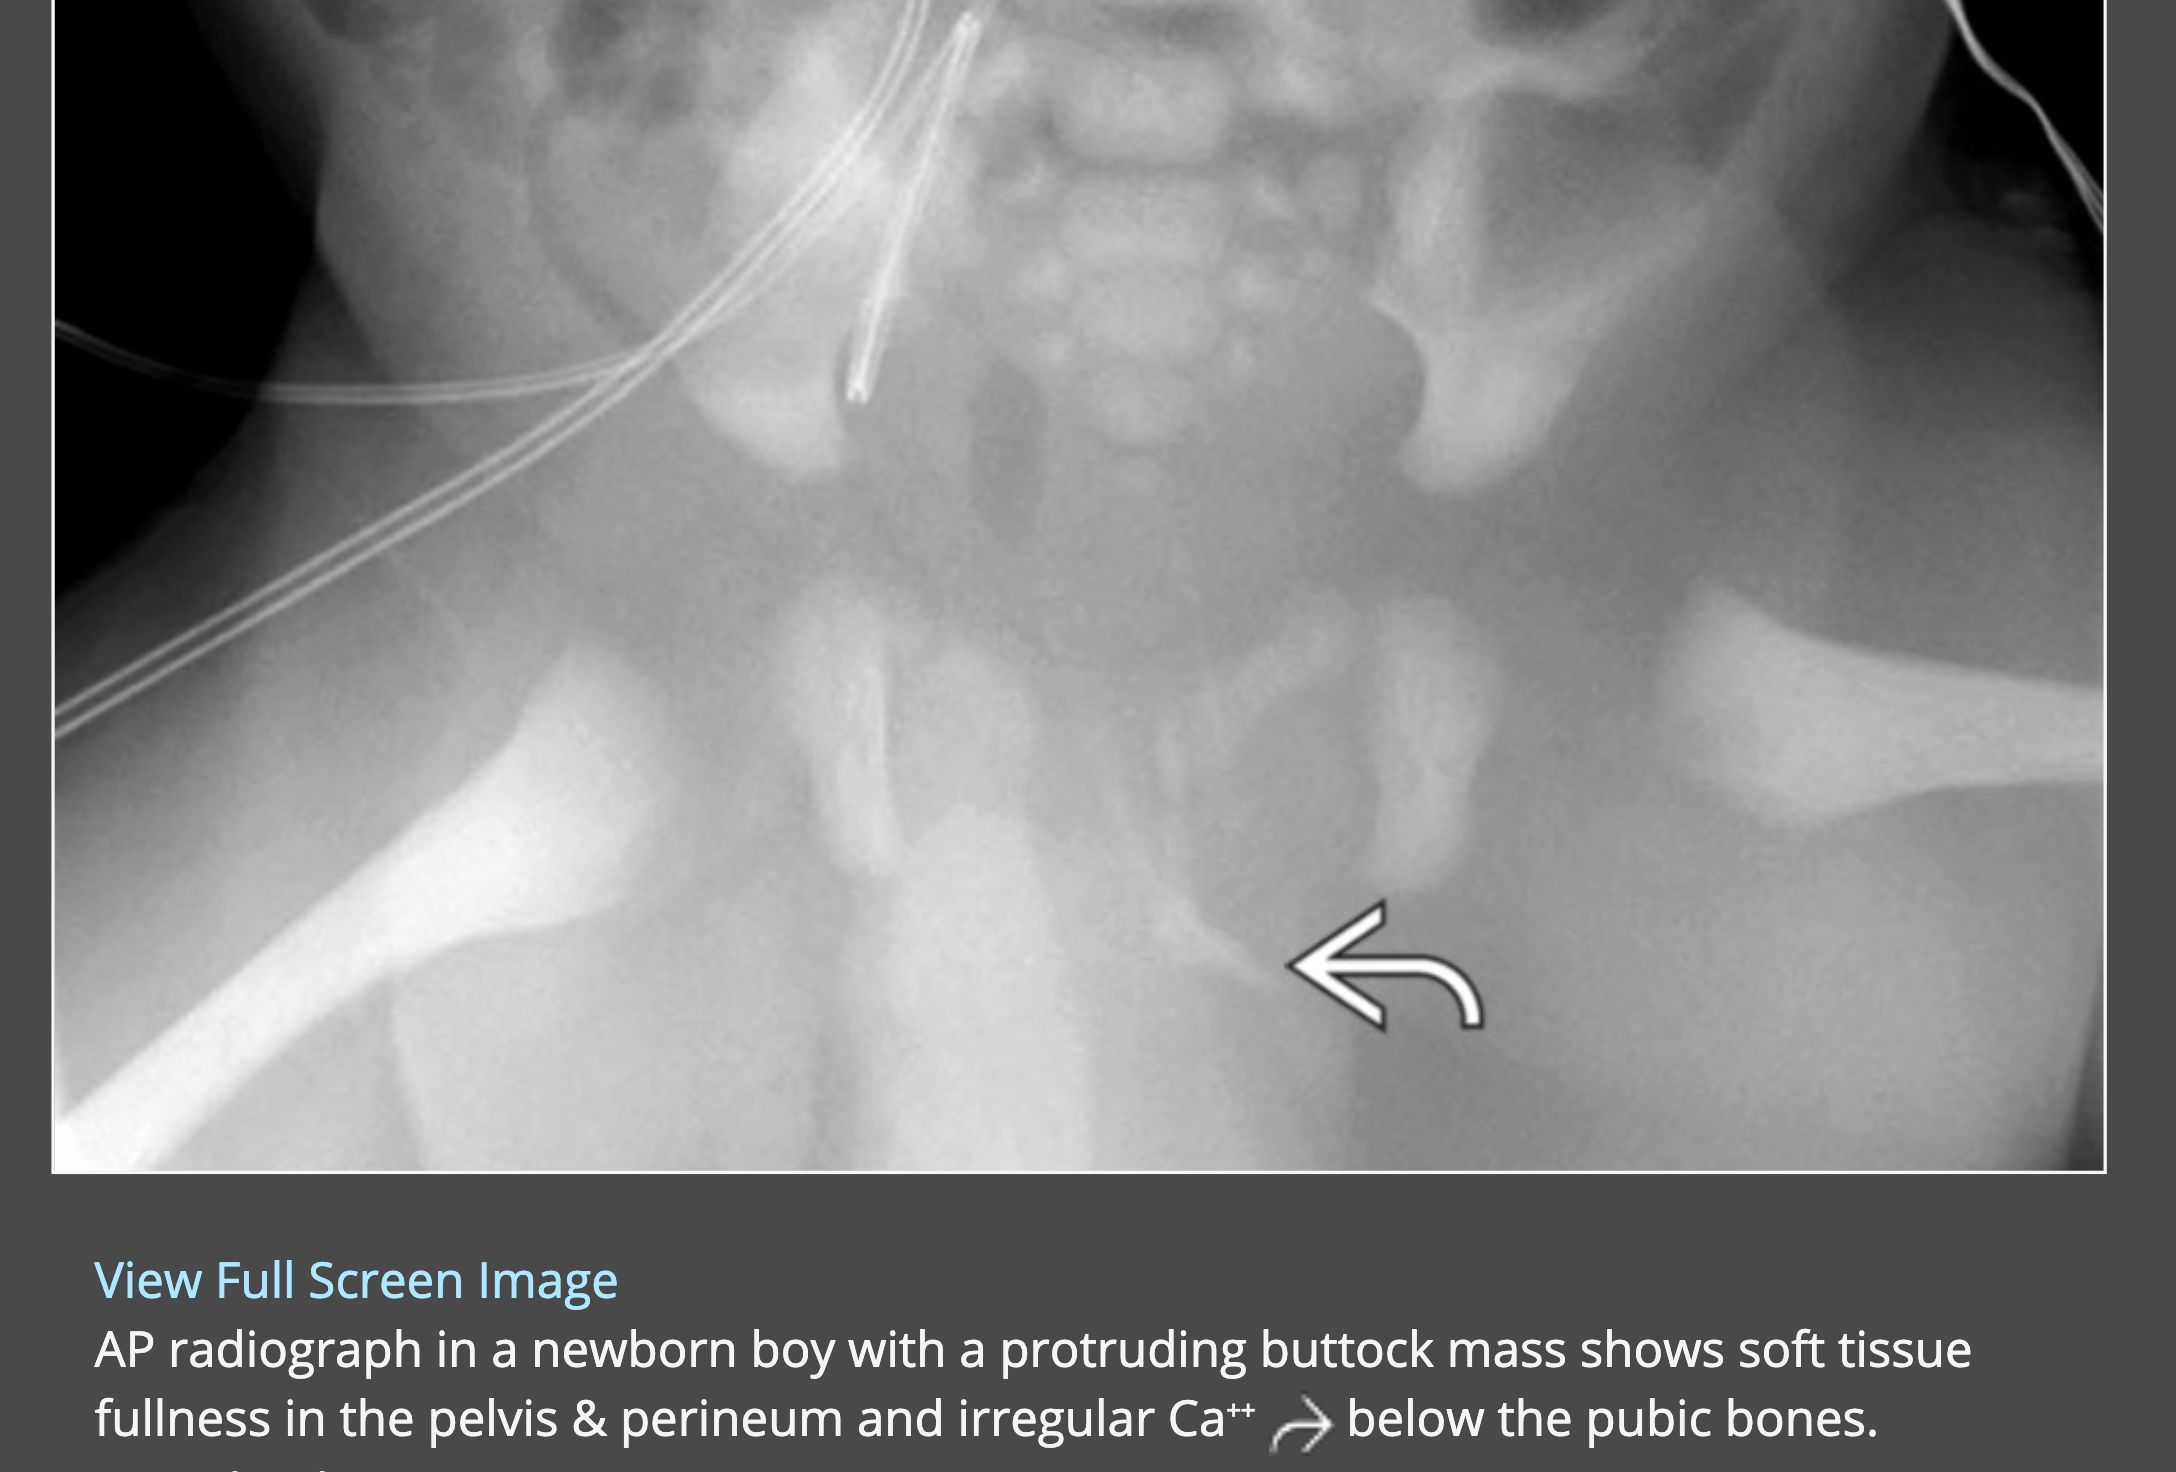 View Full Screen Image
AP radiograph in a newborn boy with a protruding buttock mass shows soft tissue
fullness in the pelvis & perineum and irregular Ca⁺⁺ below the pubic bones.